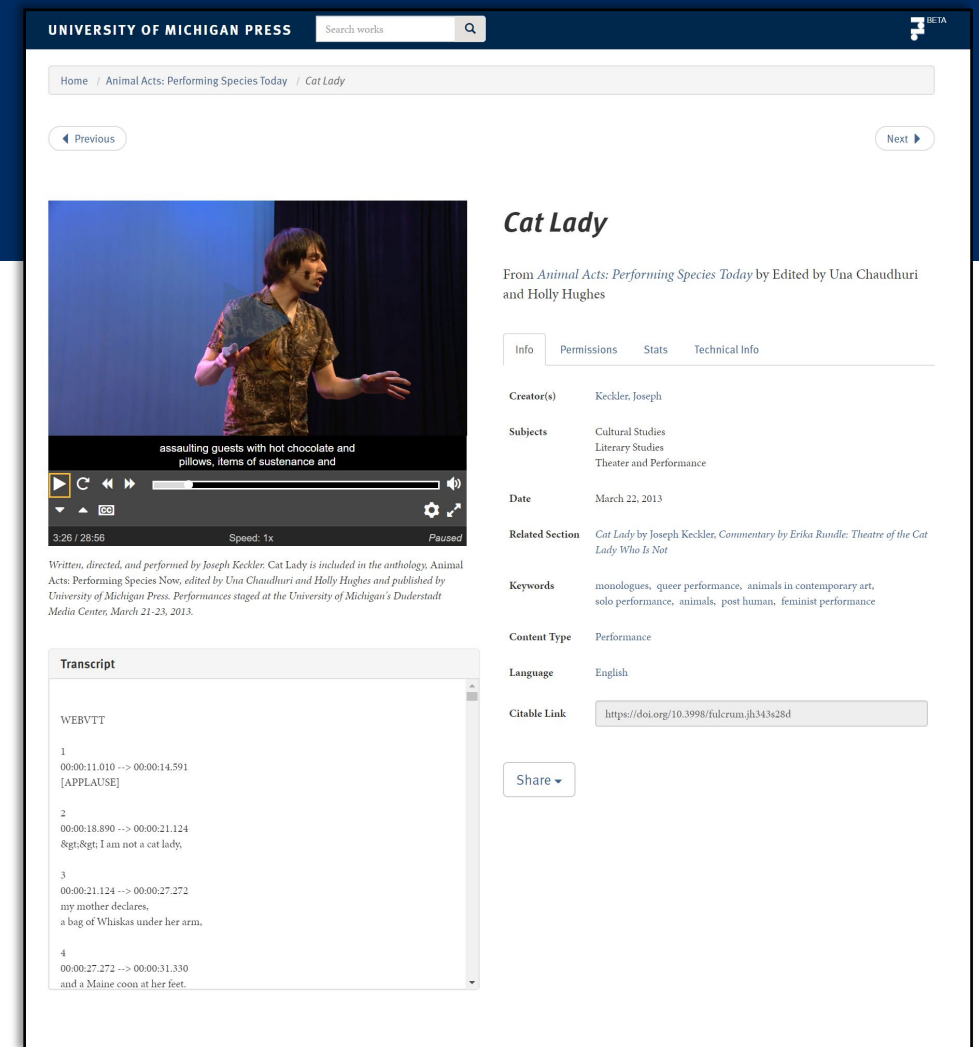 UNIVERSITY OF MICHIGAN PRESS
Search works
BETA
Home / Animal Acts: Performing Species Today / Cat Lady
Previous
Next
assaulting guests with hot chocolate and
pillows, items of sustenance and
CC
3:26 / 28:56 Speed: 1x Paused
Written, directed, and performed by Joseph Keckler. Cat Lady is included in the anthology, Animal
Acts: Performing Species Now, edited by Una Chaudhuri and Holly Hughes and published by
University of Michigan Press. Performances staged at the University of Michigan's Duderstadt
Media Center, March 21-23, 2013.
Transcript
WEBVTT
1
00:00:11.010 --> 00:00:14.591
[APPLAUSE]
2
00:00:18.890 --> 00:00:21.124
&gt;&gt; I am not a cat lady,
3
00:00:21.124 --> 00:00:27.272
my mother declares,
a bag of Whiskas under her arm,
4
00:00:27.272 --> 00:00:31.330
and a Maine coon at her feet.
Cat Lady
From Animal Acts: Performing Species Today by Edited by Una Chaudhuri
and Holly Hughes
Info Permissions Stats Technical Info
Creator(s) Keckler, Joseph
Subjects Cultural Studies
Literary Studies
Theater and Performance
Date March 22, 2013
Related Section Cat Lady by Joseph Keckler, Commentary by Erika Rundle: Theatre of the Cat
Lady Who Is Not
Keywords monologues, queer performance, animals in contemporary art,
solo performance, animals, post human, feminist performance
Content Type Performance
Language English
Citable Link https://doi.org/10.3998/fulcrum.jh343s28d
Share